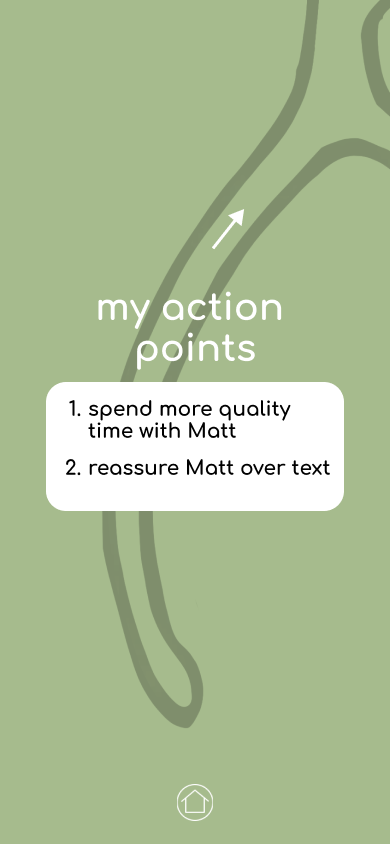 my action
points
1. spend more quality
time with Matt
2. reassure Matt over text